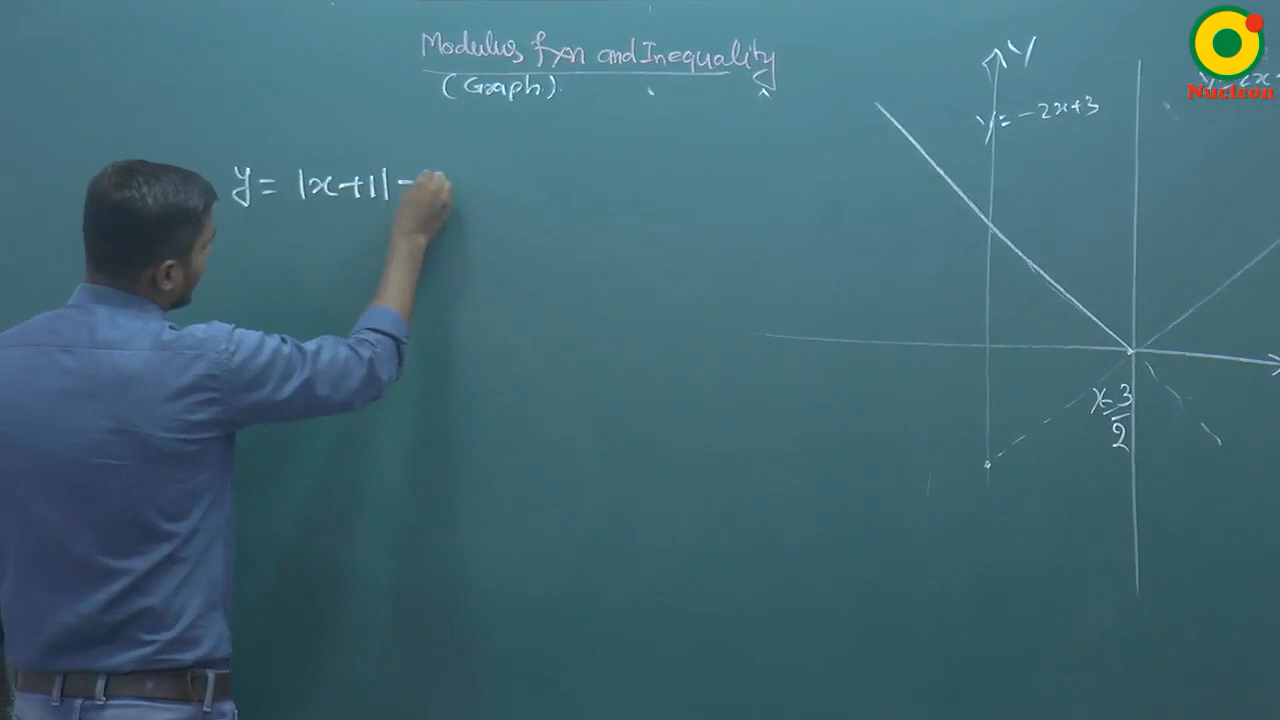 Modulus fxn and Inequality
(Graph).
y = |x+1| -
Y
y = -2x+3
x = 3/2
Nucleon